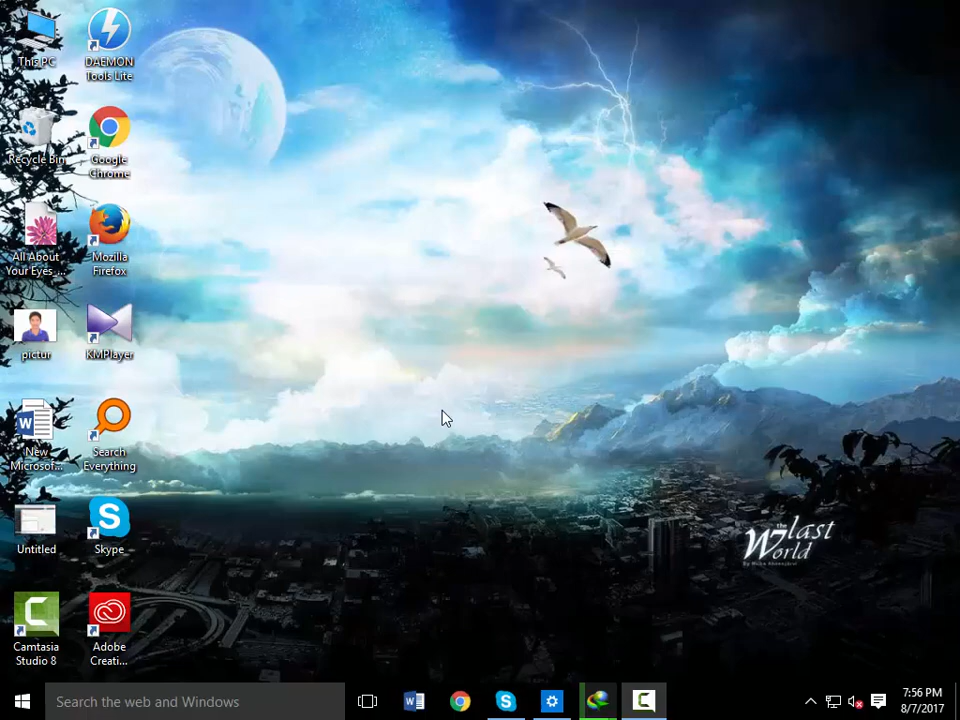 This PC
DAEMON
Tools Lite
Recycle Bin
Google
Chrome
All About
Your Eyes_...
Mozilla
Firefox
pictur
KMPlayer
New
Microsof...
Search
Everything
Untitled
Skype
Camtasia
Studio 8
Adobe
Creati...
the last
World
Search the web and Windows
7:56 PM
8/7/2017